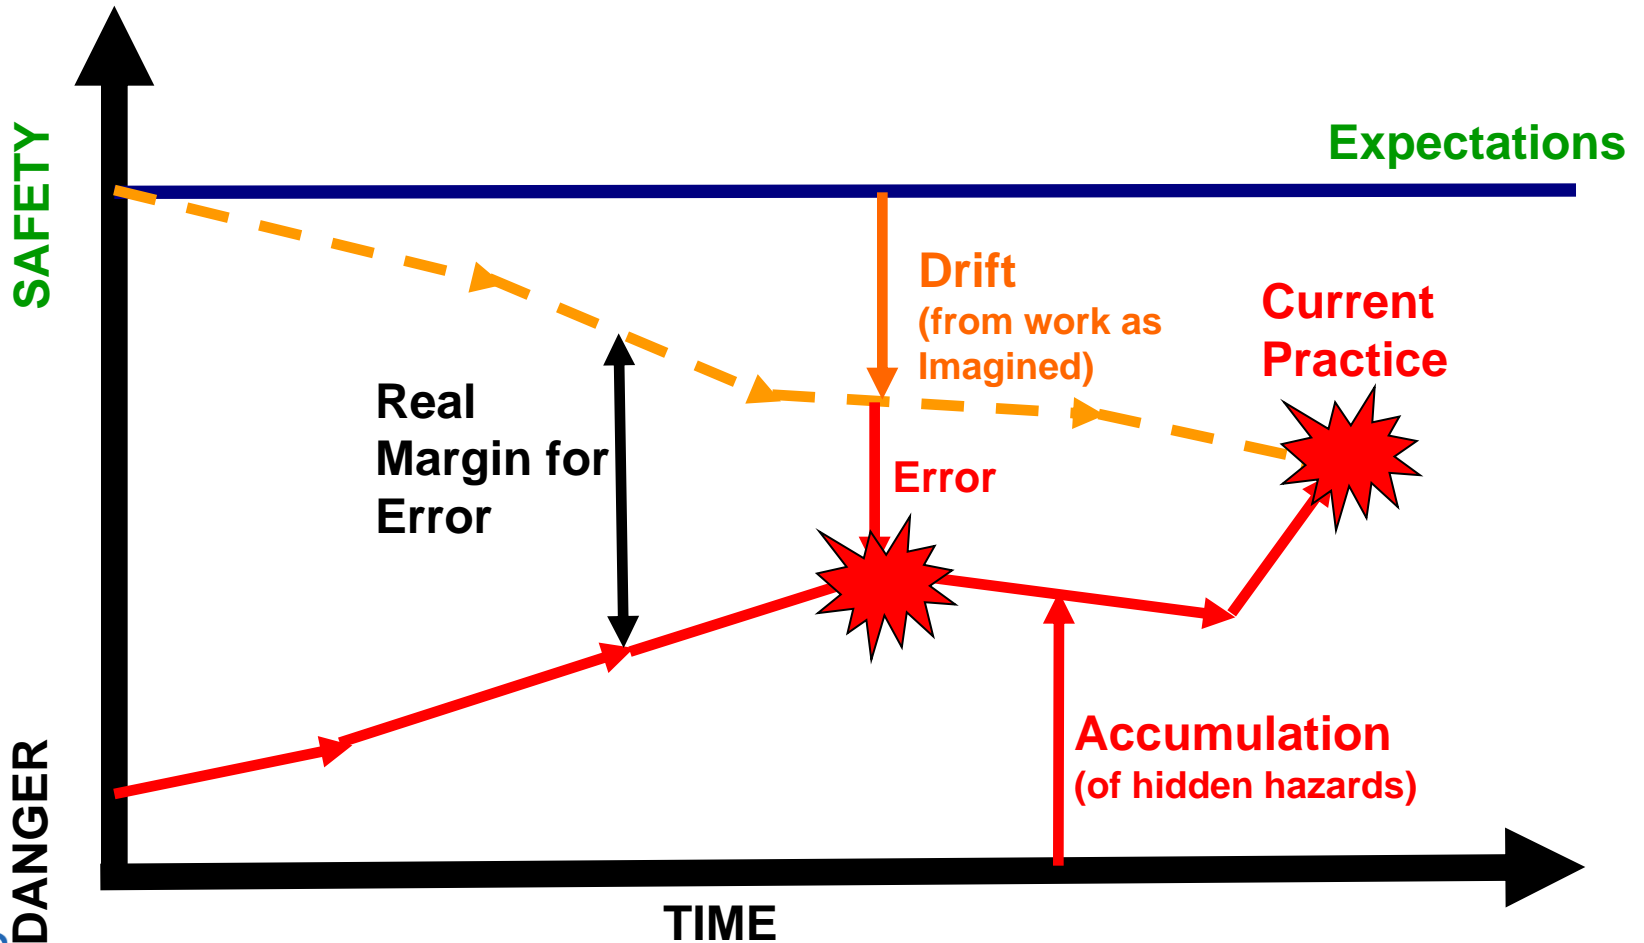 SAFETY
Expectations
Drift
(from work as
Imagined)
Current
Practice
Real
Margin for
Error
Error
Accumulation
(of hidden hazards)
DANGER
TIME